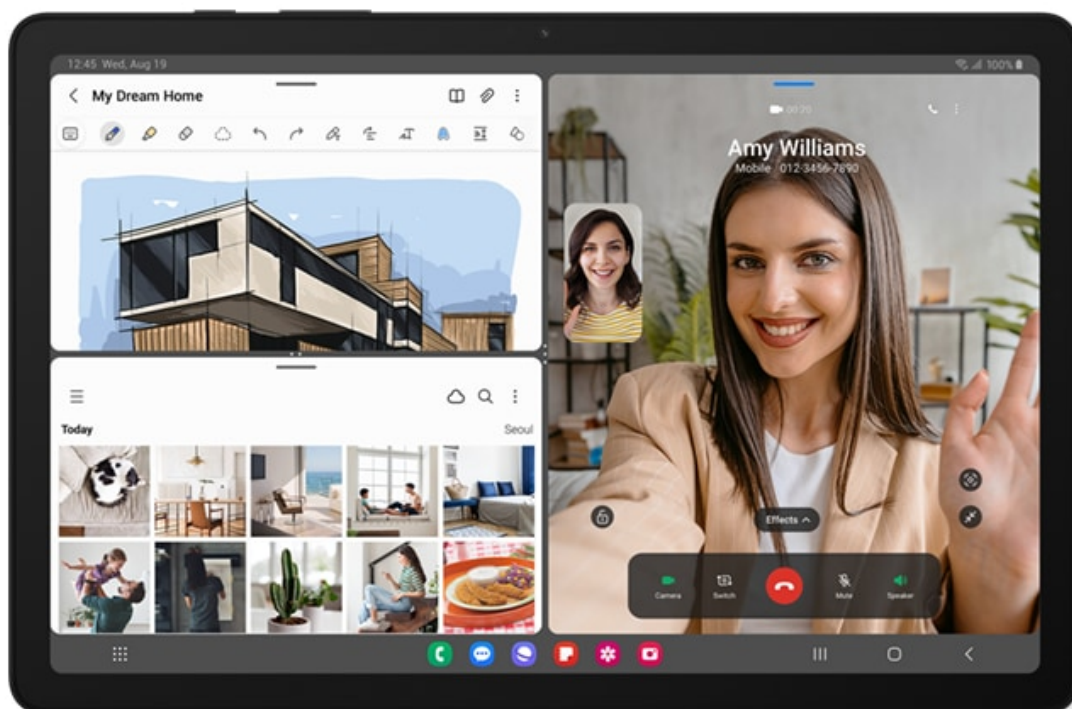 12:45 Wed, Aug 19
100%
My Dream Home
Today
Seoul
00:20
Amy Williams
Mobile 012-3456-7890
Effects
Camera
Switch
Mute
Speaker